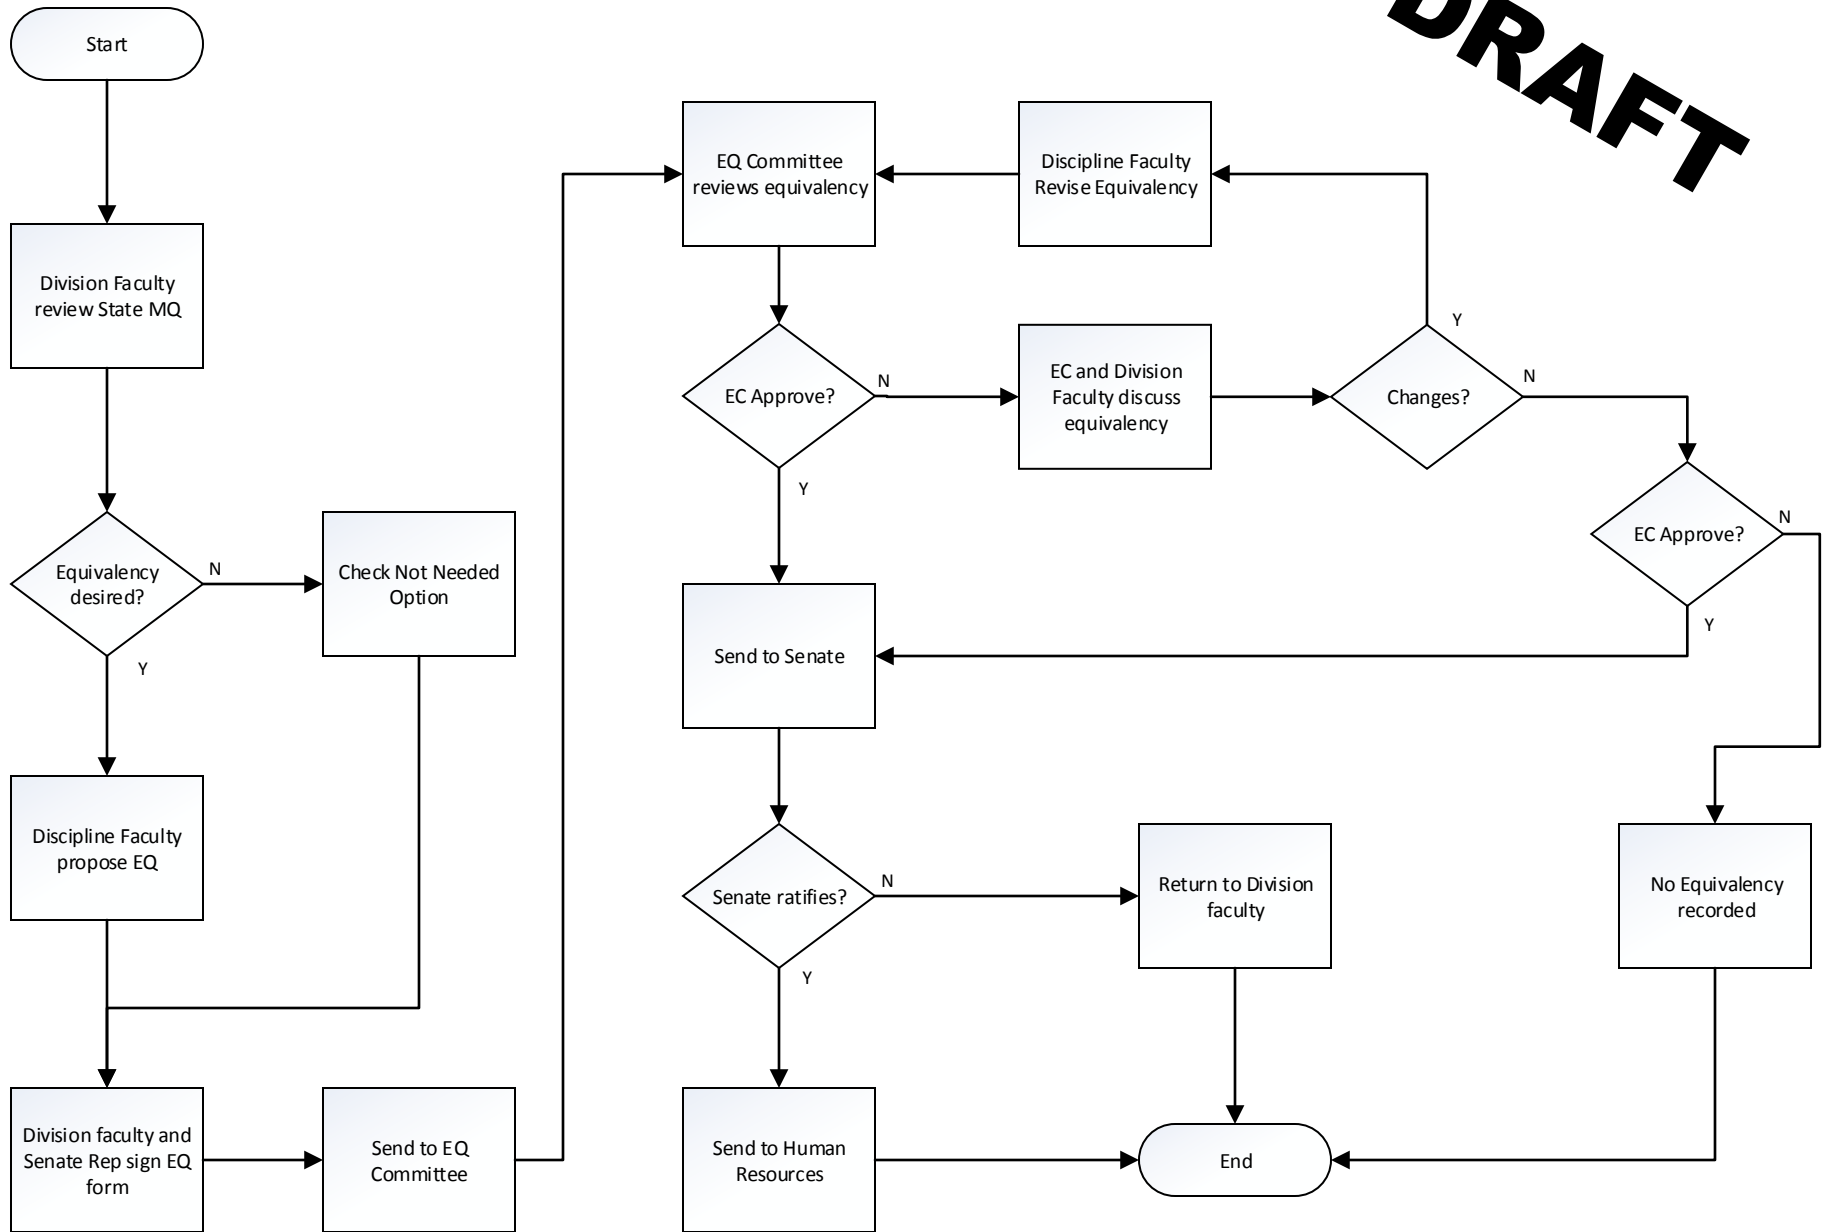 DRAFT
Start
Division Faculty
review State MQ
Equivalency
desired?
N
Y
Check Not Needed
Option
Discipline Faculty
propose EQ
Division faculty and
Senate Rep sign EQ
form
Send to EQ
Committee
EQ Committee
reviews equivalency
Discipline Faculty
Revise Equivalency
EC Approve?
N
Y
EC and Division
Faculty discuss
equivalency
Changes?
Y
N
EC Approve?
N
Y
Send to Senate
Senate ratifies?
N
Y
Return to Division
faculty
No Equivalency
recorded
Send to Human
Resources
End